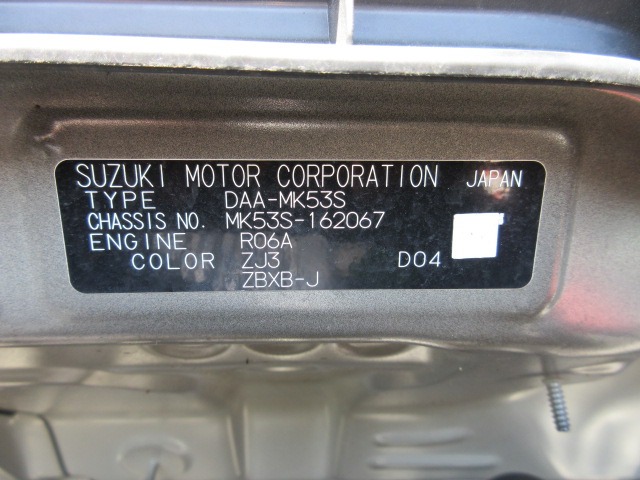 SUZUKI MOTOR CORPORATION JAPAN
TYPE DAA-MK53S
CHASSIS NO. MK53S-162067
ENGINE R06A
COLOR ZJ3 D04
ZBXB-J